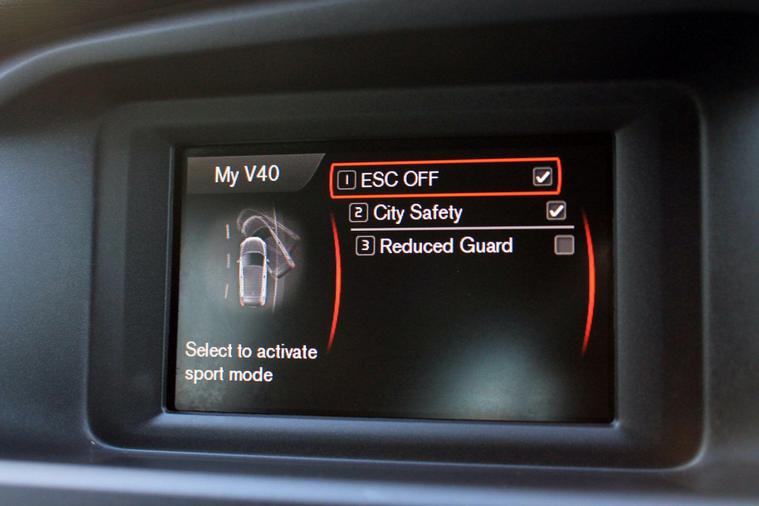 My V40
1 ESC OFF
2 City Safety
3 Reduced Guard
Select to activate
sport mode